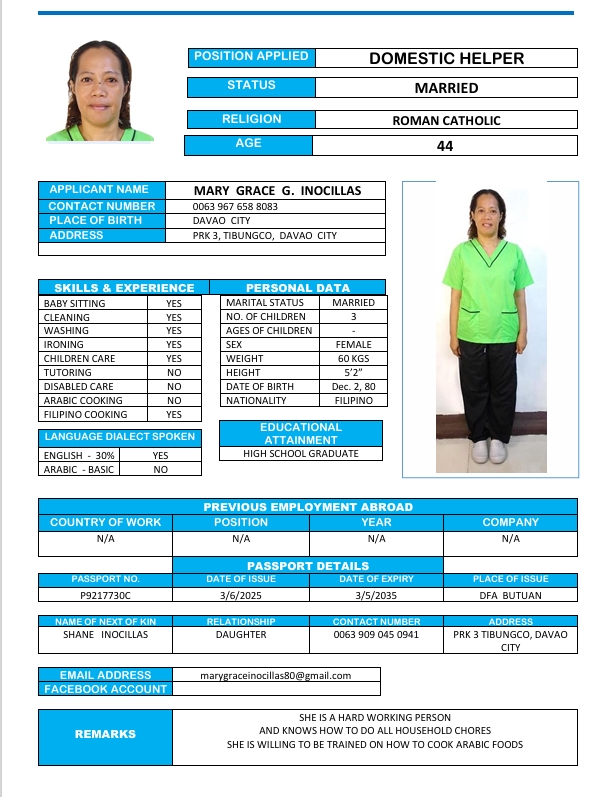 POSITION APPLIED DOMESTIC HELPER
STATUS MARRIED
RELIGION ROMAN CATHOLIC
AGE 44
APPLICANT NAME MARY GRACE G. INOCILLAS
CONTACT NUMBER 0063 967 658 8083
PLACE OF BIRTH DAVAO CITY
ADDRESS PRK 3, TIBUNGCO, DAVAO CITY
SKILLS & EXPERIENCE
BABY SITTING YES
CLEANING YES
WASHING YES
IRONING YES
CHILDREN CARE YES
TUTORING NO
DISABLED CARE NO
ARABIC COOKING NO
FILIPINO COOKING YES
LANGUAGE DIALECT SPOKEN
ENGLISH - 30% YES
ARABIC - BASIC NO
PERSONAL DATA
MARITAL STATUS MARRIED
NO. OF CHILDREN 3
AGES OF CHILDREN -
SEX FEMALE
WEIGHT 60 KGS
HEIGHT 5’2”
DATE OF BIRTH Dec. 2, 80
NATIONALITY FILIPINO
EDUCATIONAL
ATTAINMENT
HIGH SCHOOL GRADUATE
PREVIOUS EMPLOYMENT ABROAD
COUNTRY OF WORK POSITION YEAR COMPANY
N/A N/A N/A N/A
PASSPORT DETAILS
PASSPORT NO. DATE OF ISSUE DATE OF EXPIRY PLACE OF ISSUE
P9217730C 3/6/2025 3/5/2035 DFA BUTUAN
NAME OF NEXT OF KIN RELATIONSHIP CONTACT NUMBER ADDRESS
SHANE INOCILLAS DAUGHTER 0063 909 045 0941 PRK 3 TIBUNGCO, DAVAO
CITY
EMAIL ADDRESS marygraceinocillas80@gmail.com
FACEBOOK ACCOUNT
REMARKS
SHE IS A HARD WORKING PERSON
AND KNOWS HOW TO DO ALL HOUSEHOLD CHORES
SHE IS WILLING TO BE TRAINED ON HOW TO COOK ARABIC FOODS